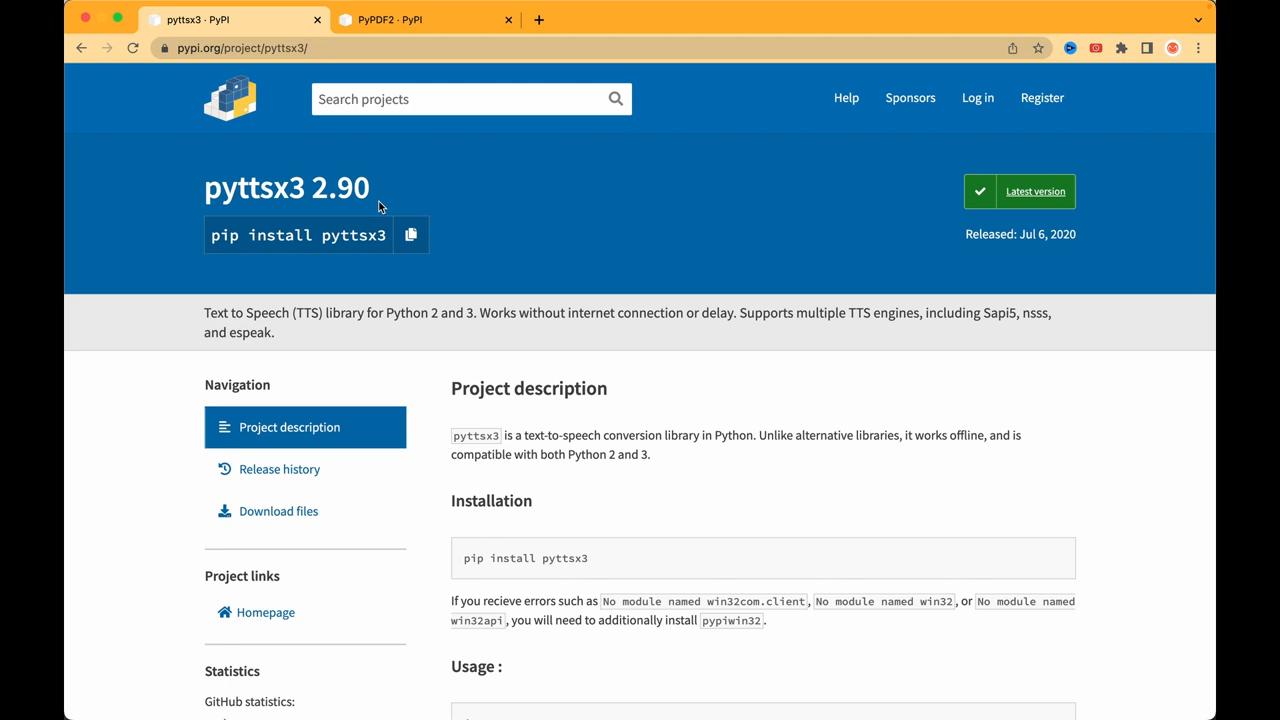 pyttsx3 · PyPI
PyPDF2 · PyPI
pypi.org/project/pyttsx3/
Search projects
Help
Sponsors
Log in
Register
pyttsx3 2.90
pip install pyttsx3
Latest version
Released: Jul 6, 2020
Text to Speech (TTS) library for Python 2 and 3. Works without internet connection or delay. Supports multiple TTS engines, including Sapi5, nsss,
and espeak.
Navigation
Project description
Release history
Download files
Project links
Homepage
Statistics
GitHub statistics:
Project description
pyttsx3 is a text-to-speech conversion library in Python. Unlike alternative libraries, it works offline, and is
compatible with both Python 2 and 3.
Installation
pip install pyttsx3
If you recieve errors such as No module named win32com.client, No module named win32, or No module named
win32api, you will need to additionally install pypiwin32.
Usage :